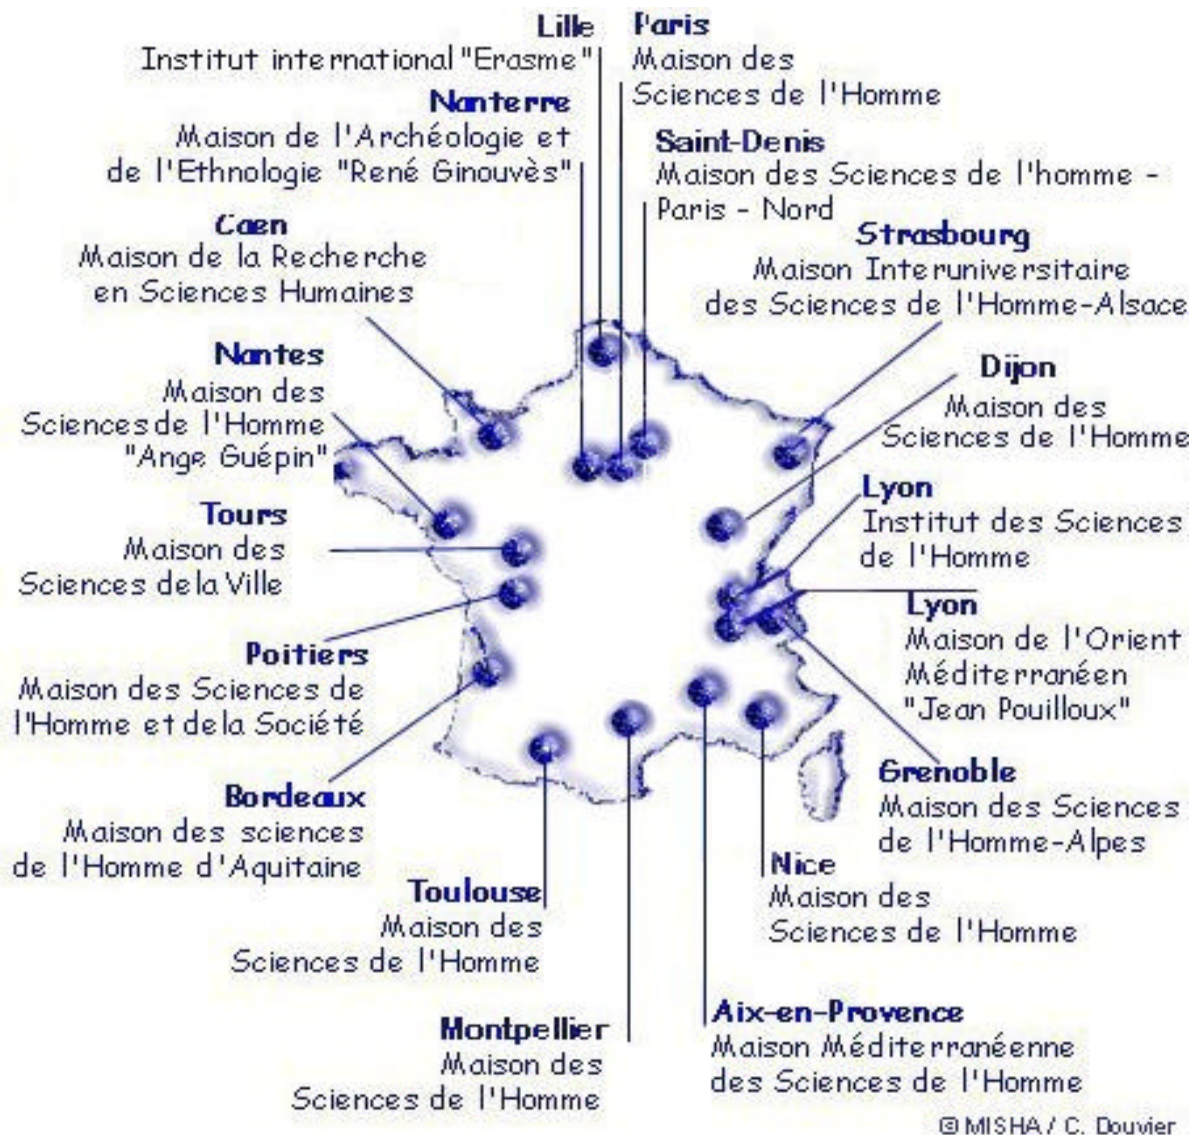 Lille
Institut international "Erasme"
Paris
Maison des
Sciences de l'Homme
Nanterre
Maison de l'Archéologie et
de l'Ethnologie "René Ginouvès"
Saint-Denis
Maison des Sciences de l'homme -
Paris - Nord
Caen
Maison de la Recherche
en Sciences Humaines
Strasbourg
Maison Interuniversitaire
des Sciences de l'Homme-Alsace
Nantes
Maison des
Sciences de l'Homme
"Ange Guépin"
Dijon
Maison des
Sciences de l'Homme
Tours
Maison des
Sciences dela Ville
Lyon
Institut des Sciences
de l'Homme
Poitiers
Maison des Sciences de
l'Homme et dela Société
Lyon
Maison de l'Orient
Méditerranéen
"Jean Pouilloux"
Bordeaux
Maison des sciences
de l'Homme d'Aquitaine
Grenoble
Maison des Sciences
de l'Homme-Alpes
Toulouse
Maison des
Sciences de l'Homme
Nice
Maison des
Sciences de l'Homme
Montpellier
Maison des
Sciences de l'Homme
Aix-en-Provence
Maison Méditerranéenne
des Sciences de l'Homme
© MISHA / C. Douvier